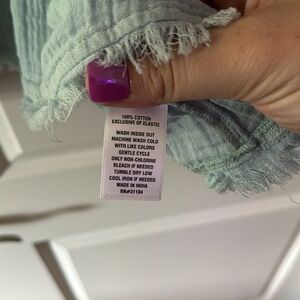 100% COTTON
EXCLUSIVE OF ELASTIC
WASH INSIDE OUT
MACHINE WASH COLD
WITH LIKE COLORS
GENTLE CYCLE
ONLY NON-CHLORINE
BLEACH IF NEEDED
TUMBLE DRY LOW
COOL IRON IF NEEDED
MADE IN INDIA
RN#31104